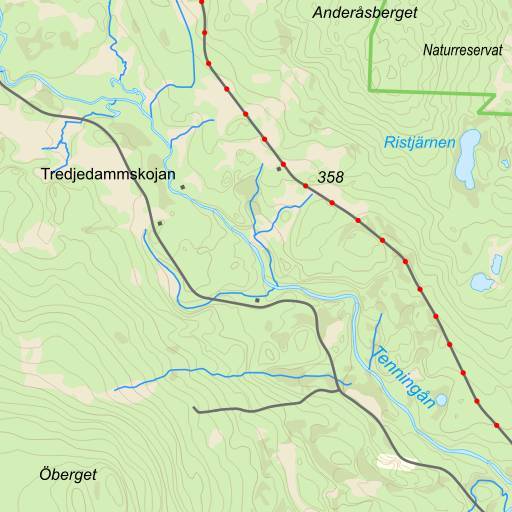 Anderåsberget
Naturreservat
Ristjärnen
Tredjedammskojan
358
Tenningån
Öberget